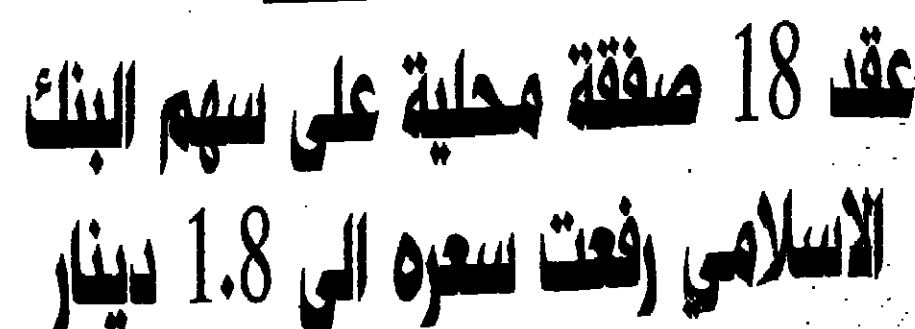 عقد 18 صفقة محلية على سهم البنك
الاسلامي رفعت سعره الى 1.8 دينار